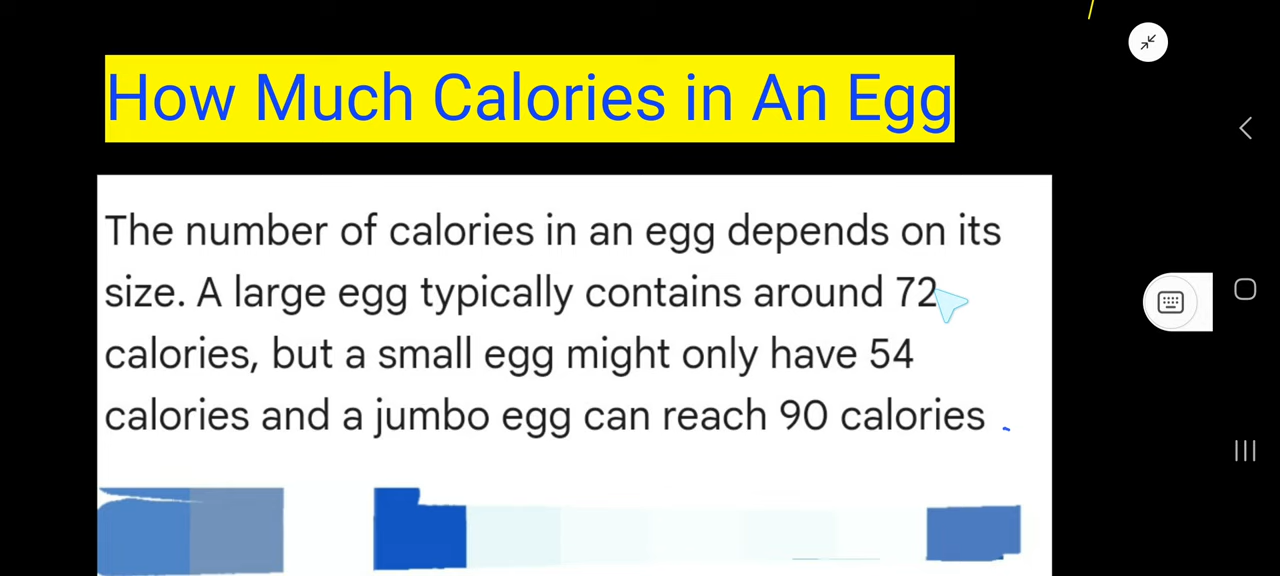 How Much Calories in An Egg
The number of calories in an egg depends on its
size. A large egg typically contains around 72
calories, but a small egg might only have 54
calories and a jumbo egg can reach 90 calories